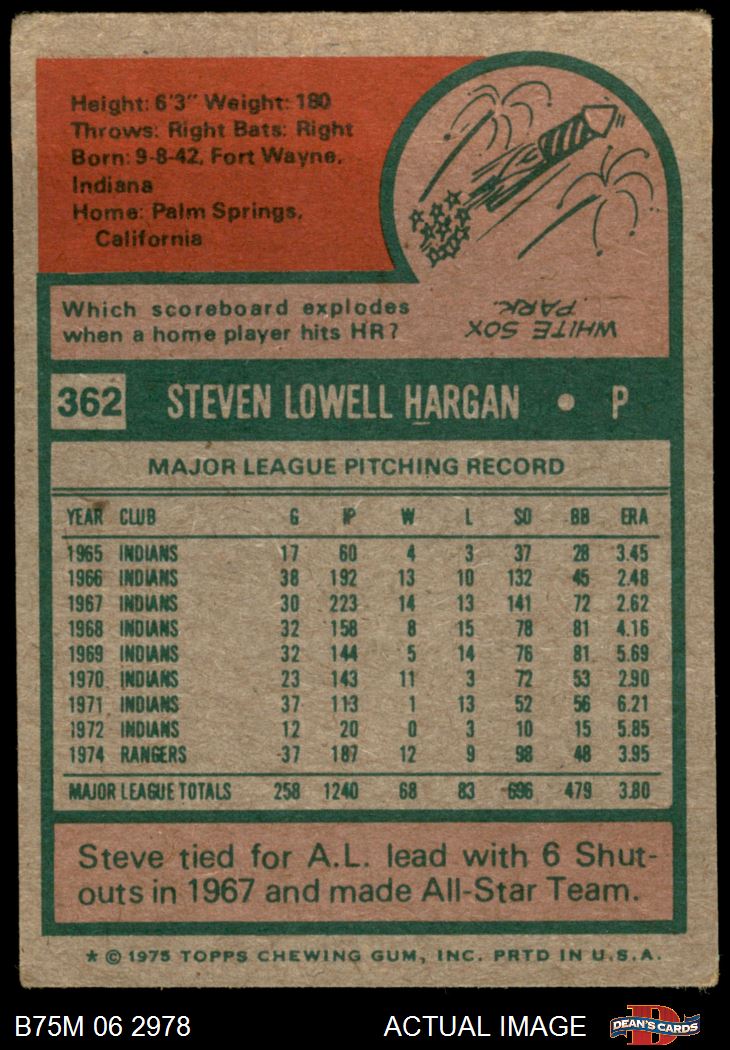 Height: 6'3" Weight: 180
Throws: Right Bats: Right
Born: 9-8-42, Fort Wayne,
Indiana
Home: Palm Springs,
California
Which scoreboard explodes
when a home player hits HR?
WHITE SOX
PARK.
362 STEVEN LOWELL HARGAN • P
MAJOR LEAGUE PITCHING RECORD
YEAR CLUB G IP W L SO BB ERA
1965 INDIANS 17 60 4 3 37 28 3.45
1966 INDIANS 38 192 13 10 132 45 2.48
1967 INDIANS 30 223 14 13 141 72 2.62
1968 INDIANS 32 158 8 15 78 81 4.16
1969 INDIANS 32 144 5 14 76 81 5.69
1970 INDIANS 23 143 11 3 72 53 2.90
1971 INDIANS 37 113 1 13 52 56 6.21
1972 INDIANS 12 20 0 3 10 15 5.85
1974 RANGERS 37 187 12 9 98 48 3.95
MAJOR LEAGUE TOTALS 258 1240 68 83 696 479 3.80
Steve tied for A.L. lead with 6 Shut-
outs in 1967 and made All-Star Team.
* © 1975 TOPPS CHEWING GUM, INC. PRTD IN U.S.A.
B75M 06 2978 ACTUAL IMAGE D DEAN'S CARDS